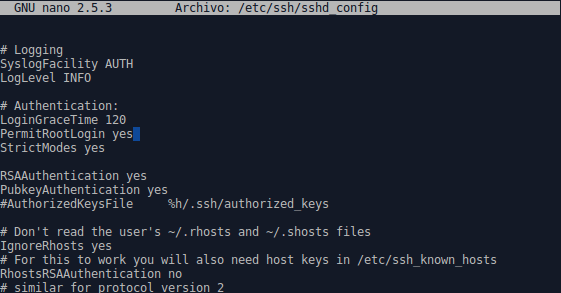 GNU nano 2.5.3 Archivo: /etc/ssh/sshd_config
# Logging
SyslogFacility AUTH
LogLevel INFO
# Authentication:
LoginGraceTime 120
PermitRootLogin yes
StrictModes yes
RSAAuthentication yes
PubkeyAuthentication yes
#AuthorizedKeysFile %h/.ssh/authorized_keys
# Don't read the user's ~/.rhosts and ~/.shosts files
IgnoreRhosts yes
# For this to work you will also need host keys in /etc/ssh_known_hosts
RhostsRSAAuthentication no
# similar for protocol version 2